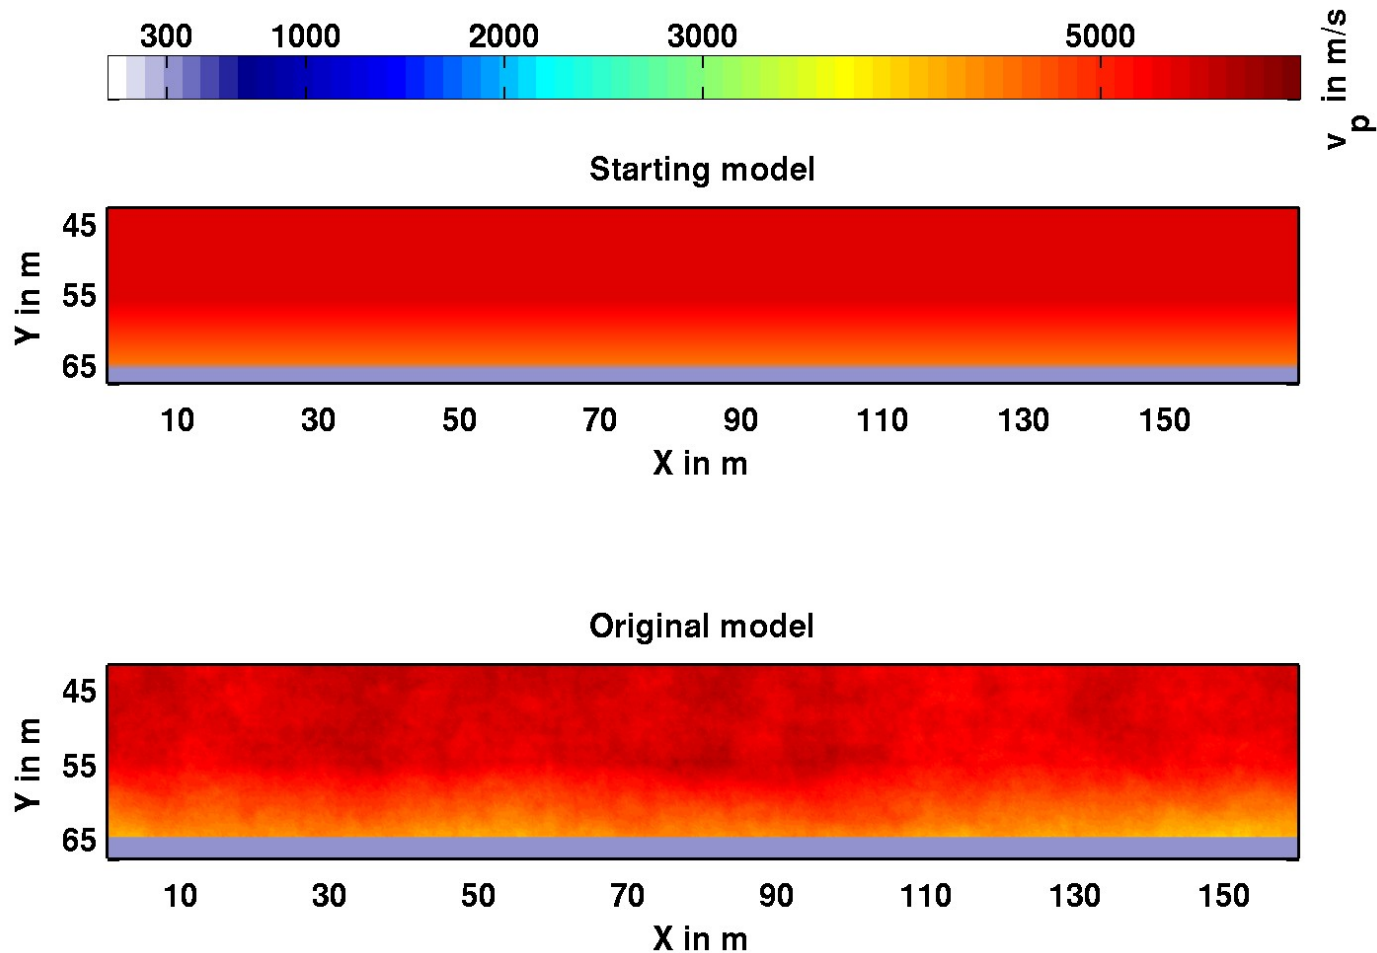 300 1000 2000 3000 5000
v p in m/s
Starting model
45
55
65
Y in m
10 30 50 70 90 110 130 150
X in m
Original model
45
55
65
Y in m
10 30 50 70 90 110 130 150
X in m